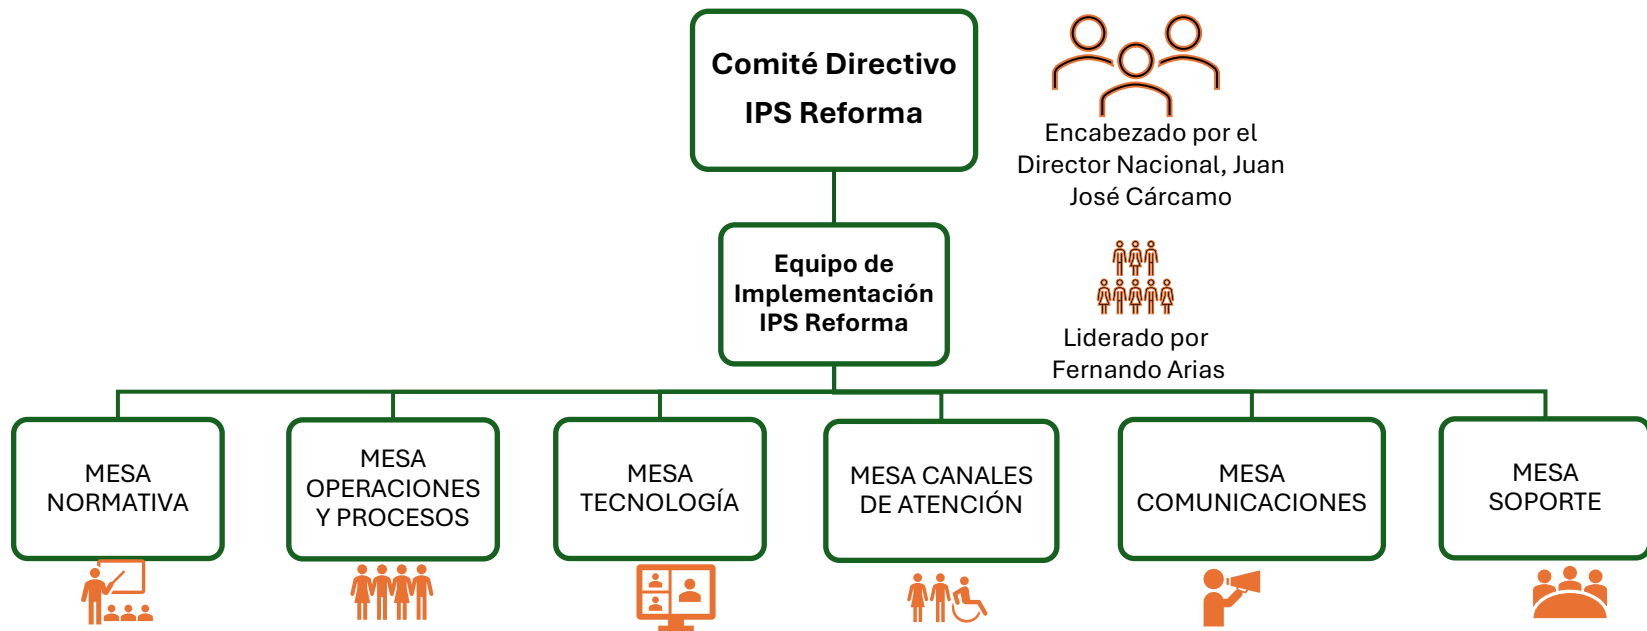 Comité Directivo
IPS Reforma
Encabezado por el
Director Nacional, Juan
José Cárcamo
Equipo de
Implementación
IPS Reforma
Liderado por
Fernando Arias
MESA
NORMATIVA
MESA
OPERACIONES
Y PROCESOS
MESA
TECNOLOGÍA
MESA CANALES
DE ATENCIÓN
MESA
COMUNICACIONES
MESA
SOPORTE